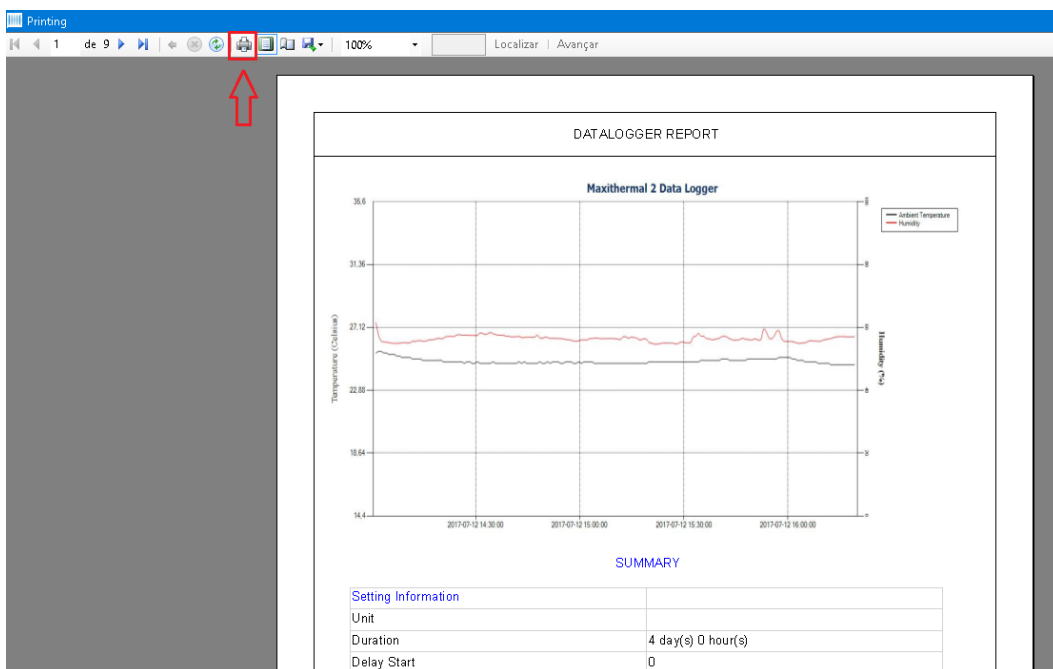 Printing
1 de 9 100% Localizar | Avançar
DATALOGGER REPORT
Maxithermal 2 Data Logger
Ambient Temperature
Humidity
Temperature (Celsius)
35.6
31.36
27.12
22.88
18.64
14.4
Humidity (%)
2017-07-12 14:30:00 2017-07-12 15:00:00 2017-07-12 15:30:00 2017-07-12 16:00:00
SUMMARY
Setting Information
Unit
Duration 4 day(s) 0 hour(s)
Delay Start 0